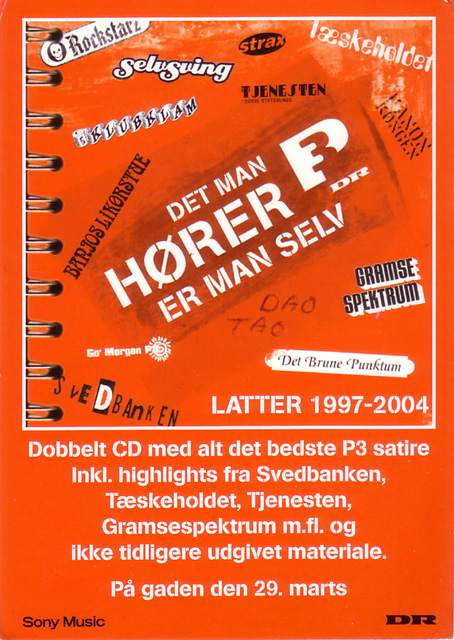 Rockstarz
Selvsving
strax
Tæskeholdet
TJENESTEN
KANON
KONGEN
BARJOS LIKØRSTUE
DET MAN
HØRER P3
DR
ER MAN SELV
GRAMSE
SPEKTRUM
DAO
TAO
Go' Morgen P3
Det Brune Punktum
SVEDBANKEN
LATTER 1997-2004
Dobbelt CD med alt det bedste P3 satire
Inkl. highlights fra Svedbanken,
Tæskeholdet, Tjenesten,
Gramsespektrum m.fl. og
ikke tidligere udgivet materiale.
På gaden den 29. marts
Sony Music
DR